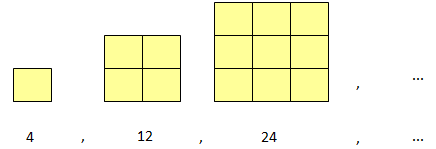 , ...
4 , 12 , 24 , ...